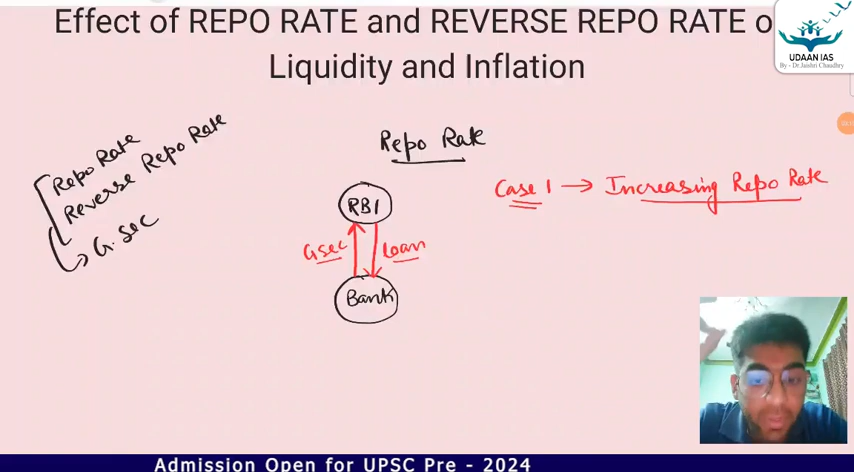 Effect of REPO RATE and REVERSE REPO RATE o
Liquidity and Inflation
UDAAN IAS
By - Dr.Jaishri Chaudhry
Repo Rate
Reverse Repo Rate
G.Sec
Repo Rate
RBI
Gsec
loan
Bank
Case 1 → Increasing Repo Rate
Admission Open for UPSC Pre - 2024